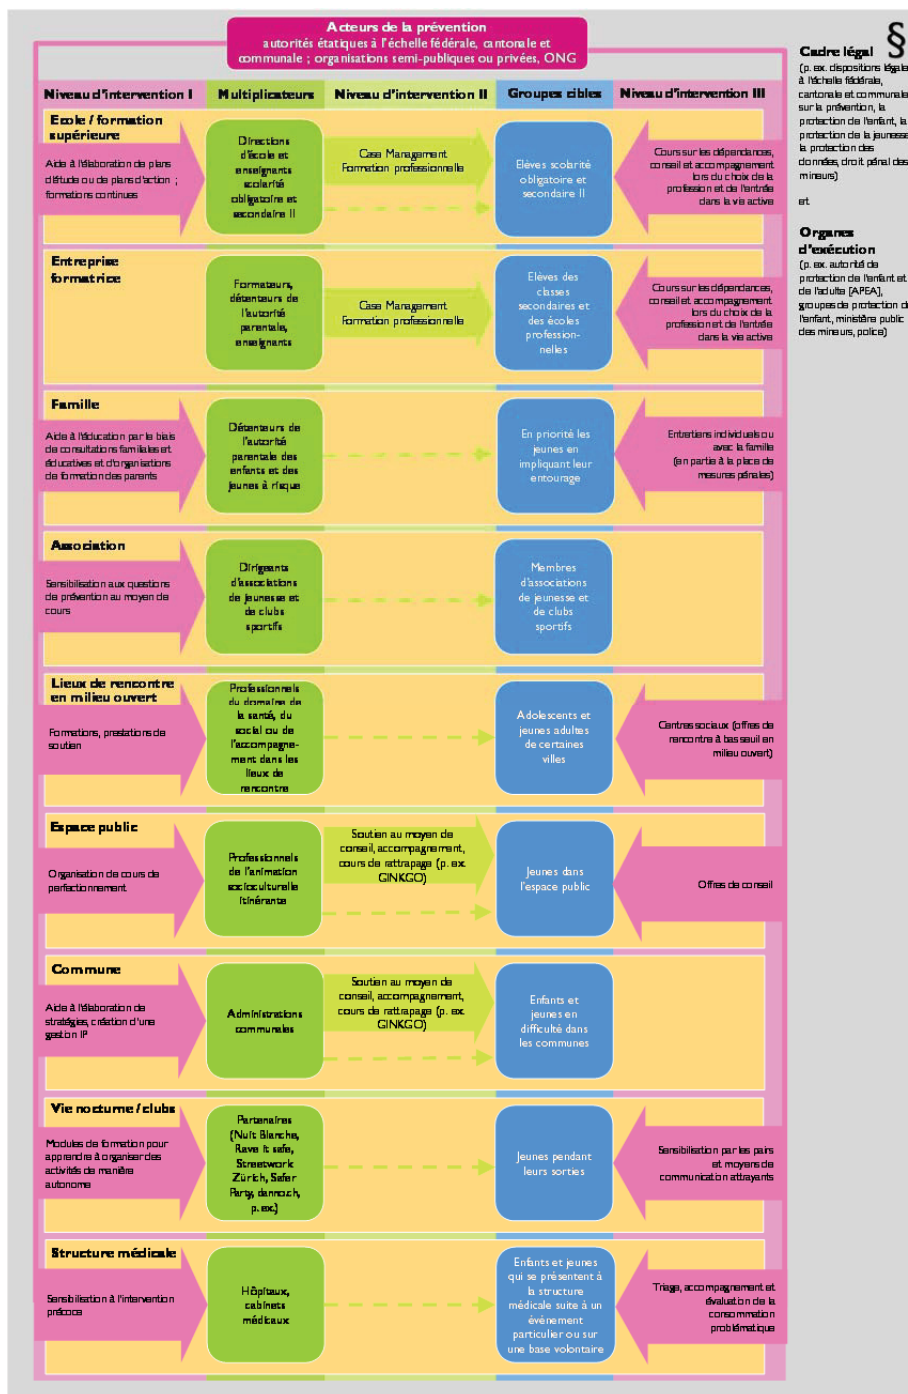 Acteurs de la prévention
autorités étatiques à l'échelle fédérale, cantonale et
communale ; organisations semi-publiques ou privées, ONG
§
Cadre légal
(p. ex. dispositions légales
à l'échelle fédérale,
cantonale et communale
sur la prévention, la
protection de l'enfant, la
protection de la jeunesse,
la protection des
données, droit pénal des
mineurs)
et
Organes
d'exécution
(p. ex. autorité de
protection de l'enfant et
de l'adulte [APEA],
groupes de protection de
l'enfant, ministère public
des mineurs, police)
Niveau d'intervention I
Multiplicateurs
Niveau d'intervention II
Groupes cibles
Niveau d'intervention III
Ecole / formation
supérieure
Aide à l'élaboration de plans
d'étude ou de plans d'action ;
formations continues
Directions
d'école et
enseignants
scolarité
obligatoire et
secondaire II
Case Management
Formation professionnelle
Elèves scolarité
obligatoire et
secondaire II
Cours sur les dépendances,
conseil et accompagnement
lors du choix de la
profession et de l'entrée
dans la vie active
Entreprise
formatrice
Formateurs,
détenteurs de
l'autorité
parentale,
enseignants
Case Management
Formation professionnelle
Elèves des
classes
secondaires et
des écoles
profession-
nelles
Cours sur les dépendances,
conseil et accompagnement
lors du choix de la
profession et de l'entrée
dans la vie active
Famille
Aide à l'éducation par le biais
de consultations familiales et
éducatives et d'organisations
de formation des parents
Détenteurs de
l'autorité
parentale des
enfants et des
jeunes à risque
En priorité les
jeunes en
impliquant leur
entourage
Entretiens individuels ou
avec la famille
(en partie à la place de
mesures pénales)
Association
Sensibilisation aux questions
de prévention au moyen de
cours
Dirigeants
d'associations
de jeunesse et
de clubs
sportifs
Membres
d'associations
de jeunesse et
de clubs
sportifs
Lieux de rencontre
en milieu ouvert
Formations, prestations de
soutien
Professionnels
du domaine de
la santé, du
social ou de
l'accompagne-
ment dans les
lieux de
rencontre
Adolescents et
jeunes adultes
de certaines
villes
Centres sociaux (offres de
rencontre à bas seuil en
milieu ouvert)
Espace public
Organisation de cours de
perfectionnement
Professionnels
de l'animation
socioculturelle
itinérante
Soutien au moyen de
conseil, accompagnement,
cours de rattrapage (p. ex.
GINKGO)
Jeunes dans
l'espace public
Offres de conseil
Commune
Aide à l'élaboration de
stratégies, création d'une
gestion IP
Administrations
communales
Soutien au moyen de
conseil, accompagnement,
cours de rattrapage (p. ex.
GINKGO)
Enfants et
jeunes en
difficulté dans
les communes
Vie nocturne / clubs
Modules de formation pour
apprendre à organiser des
activités de manière
autonome
Partenaires
(Nuit Blanche,
Rave it safe,
Streetwork
Zürich, Safer
Party, danno.ch,
p. ex.)
Jeunes pendant
leurs sorties
Sensibilisation par les pairs
et moyens de
communication attrayants
Structure médicale
Sensibilisation à l'intervention
précoce
Hôpitaux,
cabinets
médicaux
Enfants et jeunes
qui se présentent à
la structure
médicale suite à un
événement
particulier ou sur
une base volontaire
Triage, accompagnement et
évaluation de la
consommation
problématique